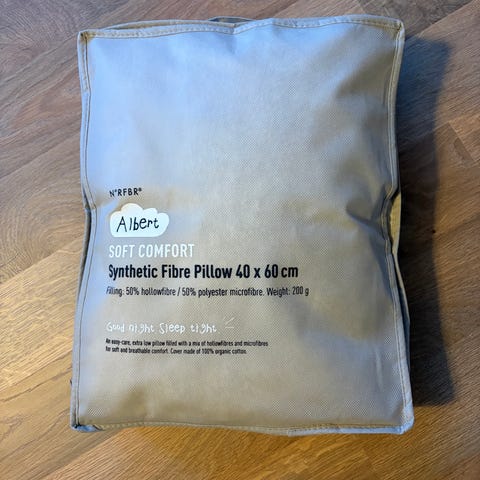 N°RFBR®
Albert
SOFT COMFORT
Synthetic Fibre Pillow 40 x 60 cm
Filling: 50% hollowfibre / 50% polyester microfibre. Weight: 200 g
Good night Sleep tight
An easy-care, extra low pillow filled with a mix of hollowfibres and microfibres
for soft and breathable comfort. Cover made of 100% organic cotton.